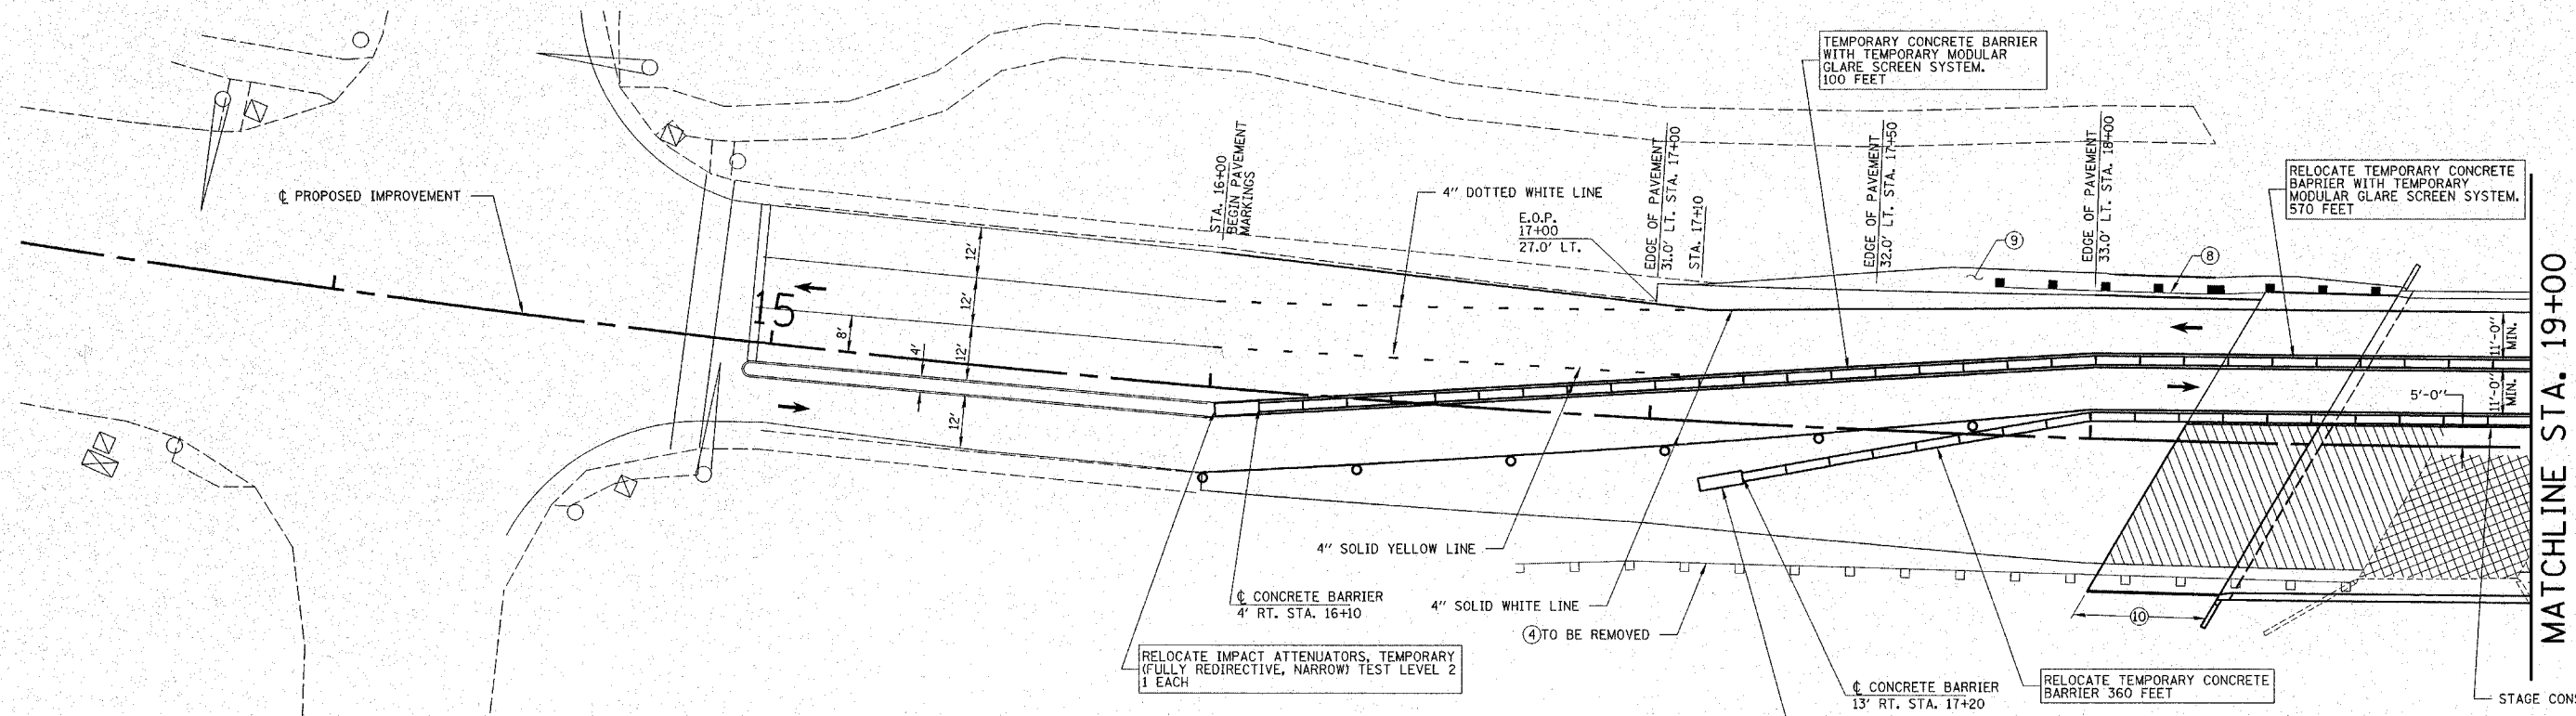 TEMPORARY CONCRETE BARRIER
WITH TEMPORARY MODULAR
GLARE SCREEN SYSTEM.
100 FEET
℄ PROPOSED IMPROVEMENT
STA. 16+00
BEGIN PAVEMENT
MARKINGS
4" DOTTED WHITE LINE
E.O.P.
17+00
27.0' LT.
EDGE OF PAVEMENT
31.0' LT. STA. 17+00
STA. 17+10
EDGE OF PAVEMENT
32.0' LT. STA. 17+50
EDGE OF PAVEMENT
33.0' LT. STA. 18+00
9
8
RELOCATE TEMPORARY CONCRETE
BARRIER WITH TEMPORARY
MODULAR GLARE SCREEN SYSTEM.
570 FEET
MATCHLINE STA. 19+00
12'
12'
12'
8'
4'
12'
15
11'-0"
MIN.
11'-0"
MIN.
5'-0"
4" SOLID YELLOW LINE
4" SOLID WHITE LINE
4 TO BE REMOVED
℄ CONCRETE BARRIER
4' RT. STA. 16+10
RELOCATE IMPACT ATTENUATORS, TEMPORARY
(FULLY REDIRECTIVE, NARROW) TEST LEVEL 2
1 EACH
10
℄ CONCRETE BARRIER
13' RT. STA. 17+20
RELOCATE TEMPORARY CONCRETE
BARRIER 360 FEET
STAGE CONS